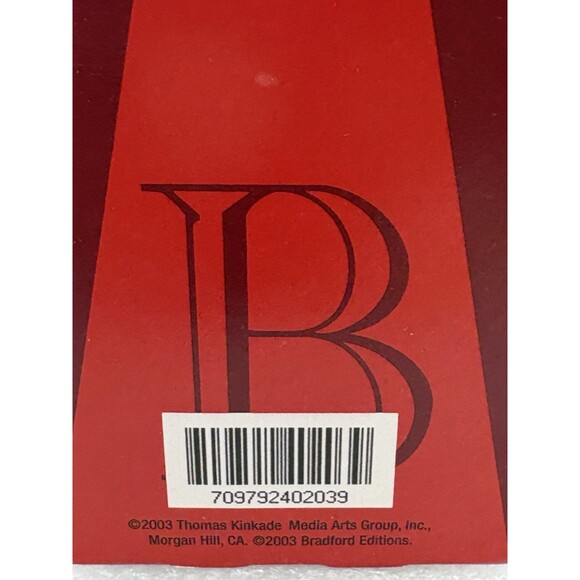 B
709792402039
©2003 Thomas Kinkade Media Arts Group, Inc.,
Morgan Hill, CA. ©2003 Bradford Editions.